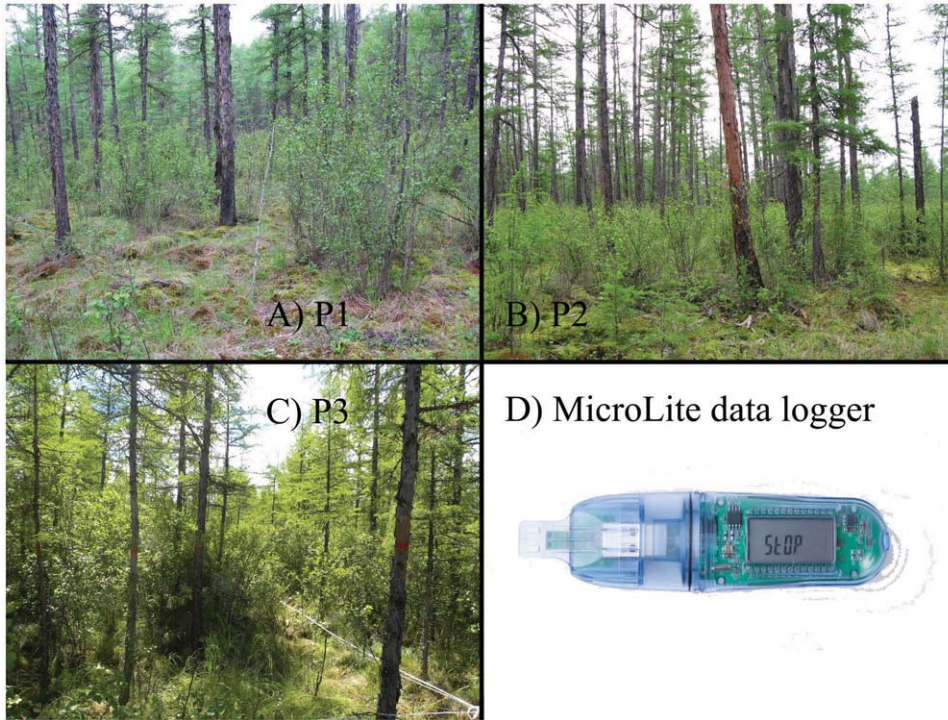 A) P1
B) P2
C) P3
D) MicroLite data logger
StOP